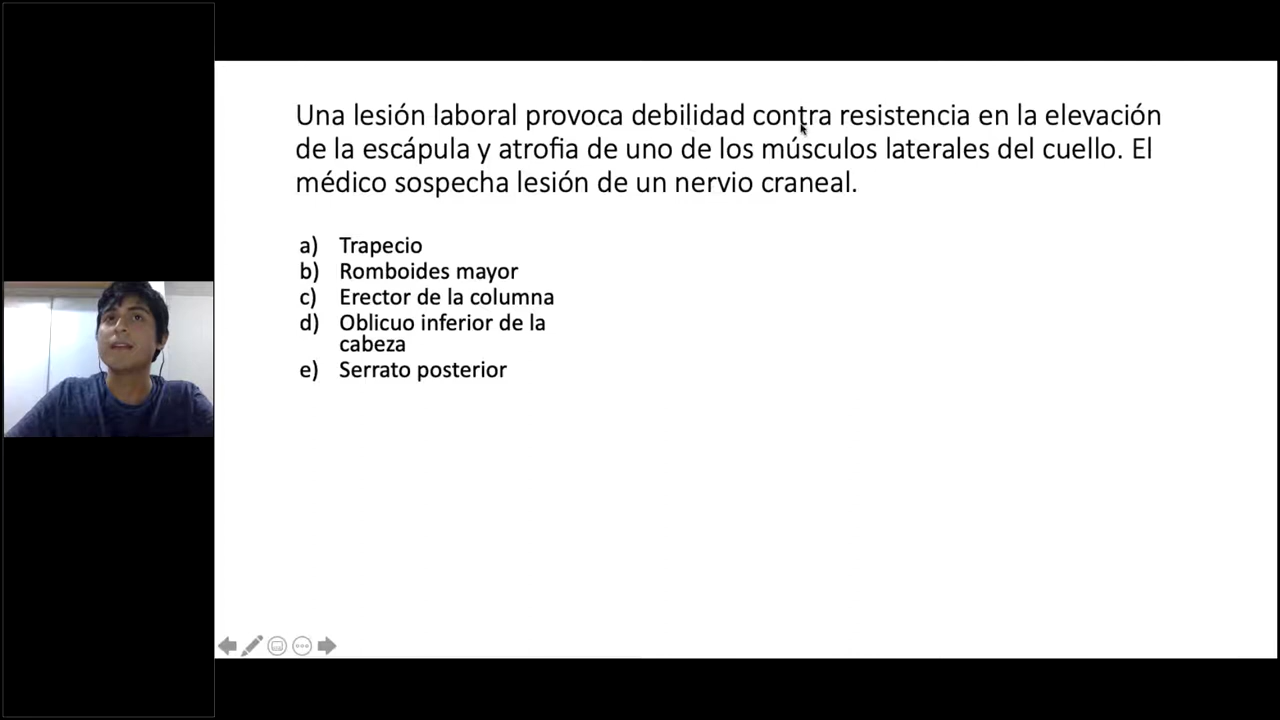 Una lesión laboral provoca debilidad contra resistencia en la elevación
de la escápula y atrofia de uno de los músculos laterales del cuello. El
médico sospecha lesión de un nervio craneal.
a) Trapecio
b) Romboides mayor
c) Erector de la columna
d) Oblicuo inferior de la
cabeza
e) Serrato posterior